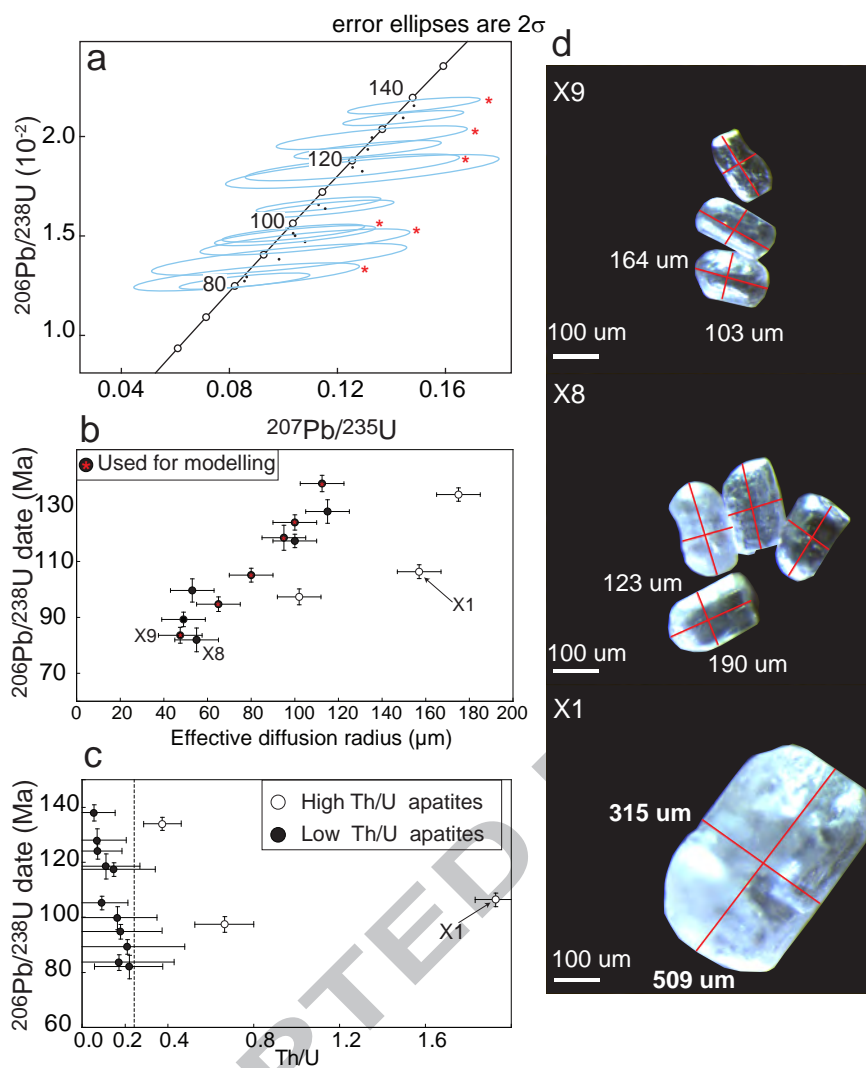 error ellipses are 2σ
a
140
120
100
80
2.0
1.5
1.0
206Pb/238U (10-2)
0.04
0.08
0.12
0.16
207Pb/235U
b
* Used for modelling
X1
X9
X8
130
110
90
70
206Pb/238U date (Ma)
0
20
40
60
80
100
120
140
160
180
200
Effective diffusion radius (µm)
c
High Th/U apatites
Low Th/U apatites
X1
140
120
100
80
60
206Pb/238U date (Ma)
0.0
0.2
0.4
0.8
1.2
1.6
Th/U
d
X9
164 um
103 um
100 um
X8
123 um
190 um
100 um
X1
315 um
509 um
100 um
PTED